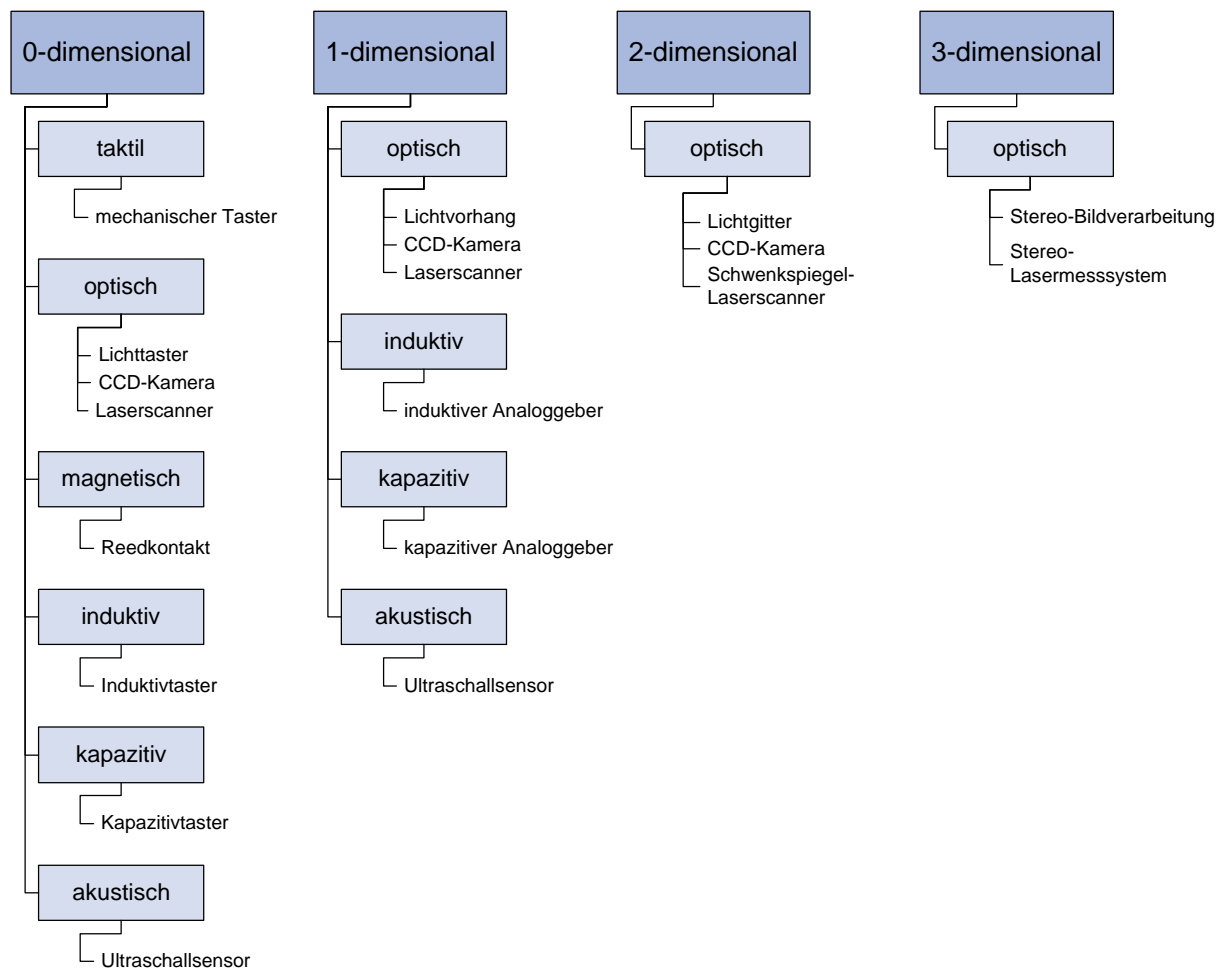 0-dimensional
taktil
mechanischer Taster
optisch
Lichttaster
CCD-Kamera
Laserscanner
magnetisch
Reedkontakt
induktiv
Induktivtaster
kapazitiv
Kapazitivtaster
akustisch
Ultraschallsensor
1-dimensional
optisch
Lichtvorhang
CCD-Kamera
Laserscanner
induktiv
induktiver Analoggeber
kapazitiv
kapazitiver Analoggeber
akustisch
Ultraschallsensor
2-dimensional
optisch
Lichtgitter
CCD-Kamera
Schwenkspiegel-
Laserscanner
3-dimensional
optisch
Stereo-Bildverarbeitung
Stereo-
Lasermesssystem